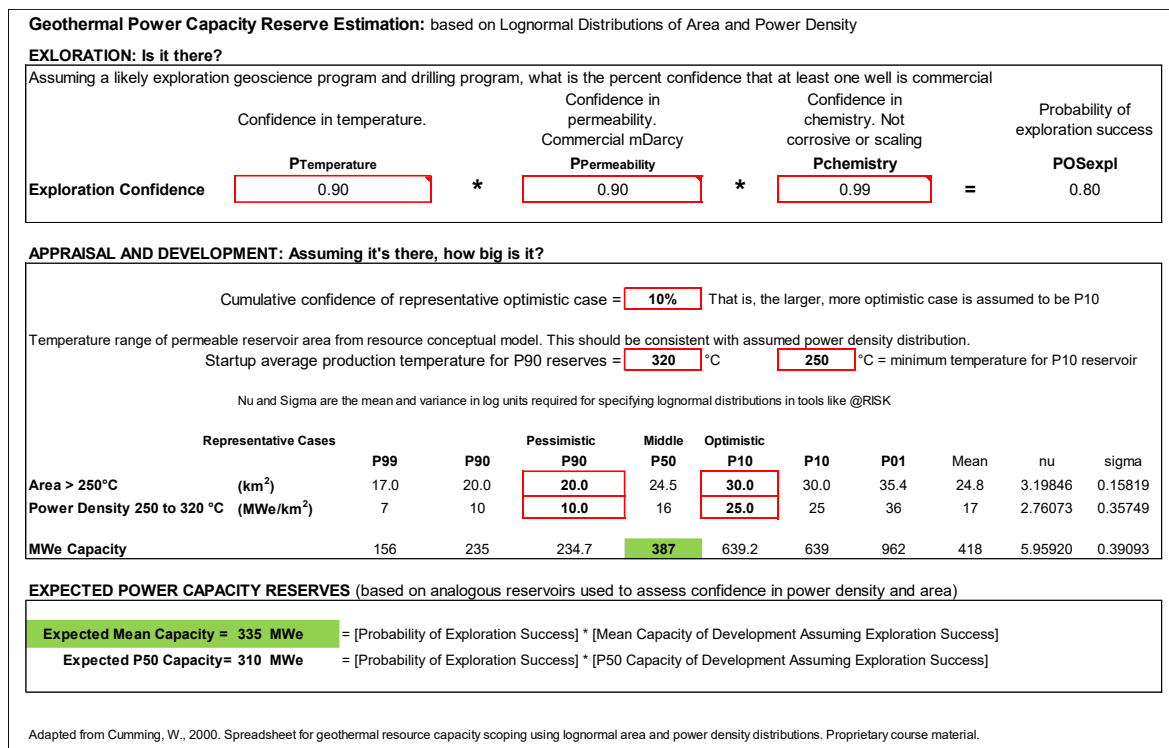 Geothermal Power Capacity Reserve Estimation: based on Lognormal Distributions of Area and Power Density
EXLORATION: Is it there?
Assuming a likely exploration geoscience program and drilling program, what is the percent confidence that at least one well is commercial
Confidence in temperature.
Confidence in permeability. Commercial mDarcy
Confidence in chemistry. Not corrosive or scaling
Probability of exploration success
PTemperature PPermeability Pchemistry POSexpl
Exploration Confidence 0.90 * 0.90 * 0.99 = 0.80
APPRAISAL AND DEVELOPMENT: Assuming it's there, how big is it?
Cumulative confidence of representative optimistic case = 10% That is, the larger, more optimistic case is assumed to be P10
Temperature range of permeable reservoir area from resource conceptual model. This should be consistent with assumed power density distribution.
Startup average production temperature for P90 reserves = 320 °C 250 °C = minimum temperature for P10 reservoir
Nu and Sigma are the mean and variance in log units required for specifying lognormal distributions in tools like @RISK
Representative Cases Pessimistic Middle Optimistic
P99 P90 P90 P50 P10 P10 P01 Mean nu sigma
Area > 250°C (km²) 17.0 20.0 20.0 24.5 30.0 30.0 35.4 24.8 3.19846 0.15819
Power Density 250 to 320 °C (MWe/km²) 7 10 10.0 16 25.0 25 36 17 2.76073 0.35749
MWe Capacity 156 235 234.7 387 639.2 639 962 418 5.95920 0.39093
EXPECTED POWER CAPACITY RESERVES (based on analogous reservoirs used to assess confidence in power density and area)
Expected Mean Capacity = 335 MWe = [Probability of Exploration Success] * [Mean Capacity of Development Assuming Exploration Success]
Expected P50 Capacity= 310 MWe = [Probability of Exploration Success] * [P50 Capacity of Development Assuming Exploration Success]
Adapted from Cumming, W., 2000. Spreadsheet for geothermal resource capacity scoping using lognormal area and power density distributions. Proprietary course material.